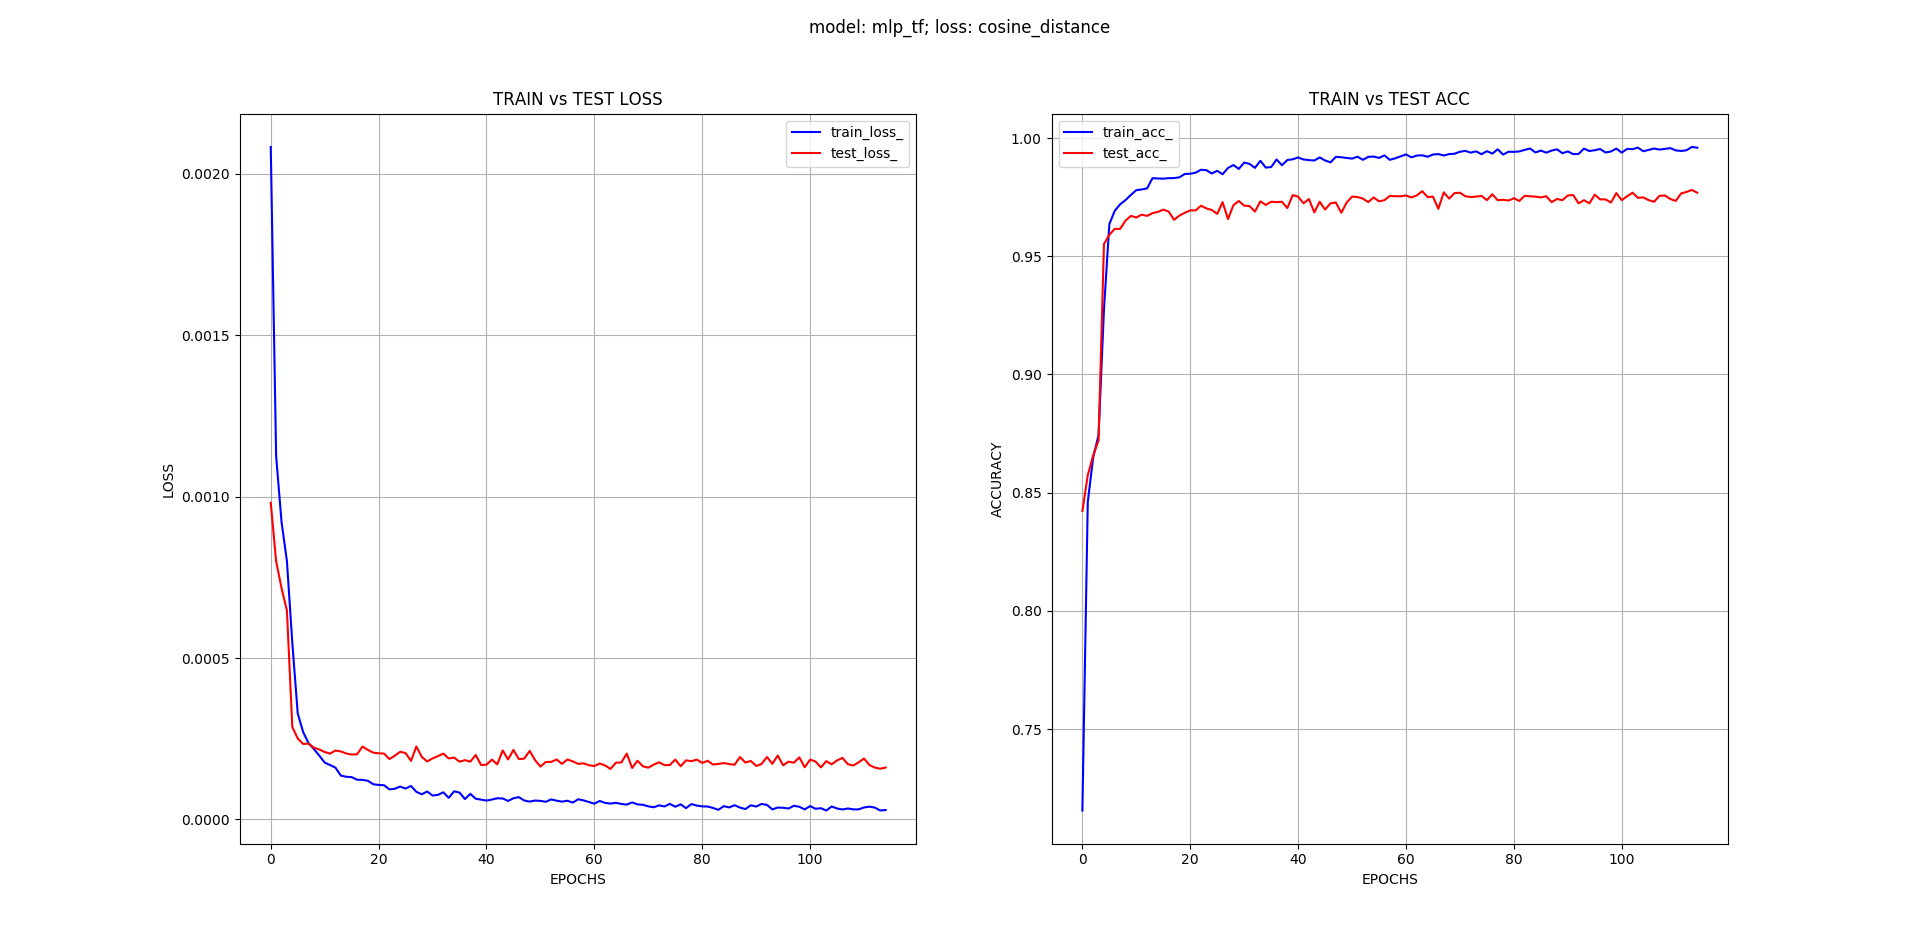 model: mlp_tf; loss: cosine_distance
TRAIN vs TEST LOSS
train_loss_
test_loss_
0.0020
0.0015
0.0010
0.0005
0.0000
LOSS
0
20
40
60
80
100
EPOCHS
TRAIN vs TEST ACC
train_acc_
test_acc_
1.00
0.95
0.90
0.85
0.80
0.75
ACCURACY
0
20
40
60
80
100
EPOCHS